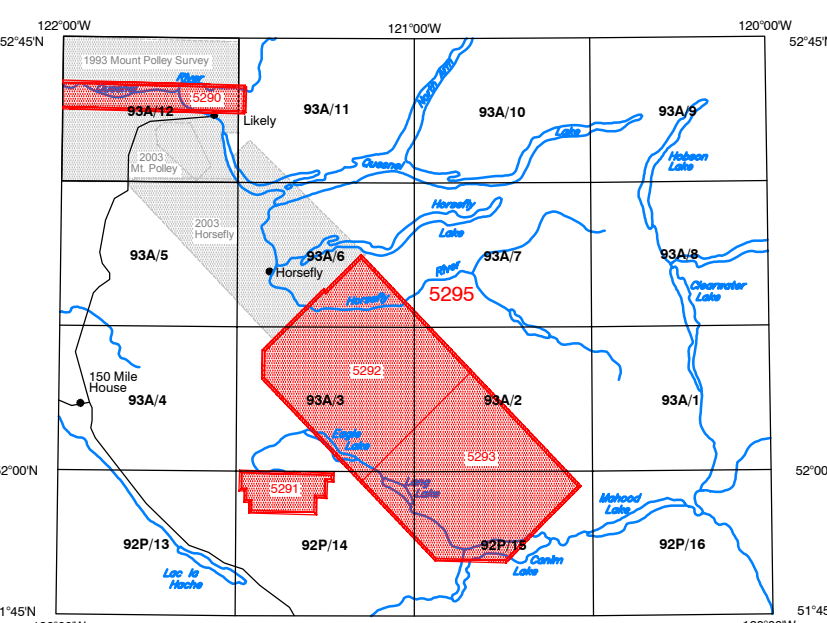 122°00'W
121°00'W
120°00'W
52°45'N
52°45'
1993 Mount Polley Survey
River
5290
93A/12
Likely
93A/11
North Arm
93A/10
Lake
93A/9
Hobson
Lake
2003
Mt. Polley
Quesnel
2003
Horsefly
Horsefly
Lake
93A/5
93A/6
93A/7
93A/8
Horsefly
River
Horsefly
5295
Clearwater
Lake
5292
150 Mile
House
93A/4
93A/3
93A/2
93A/1
Eagle
Lake
5293
2°00'N
52°00'
5291
Long
Lake
Mahood
Lake
92P/13
92P/14
92P/15
92P/16
Canim
Lake
Lac la
Hache
1°45'N
51°45'